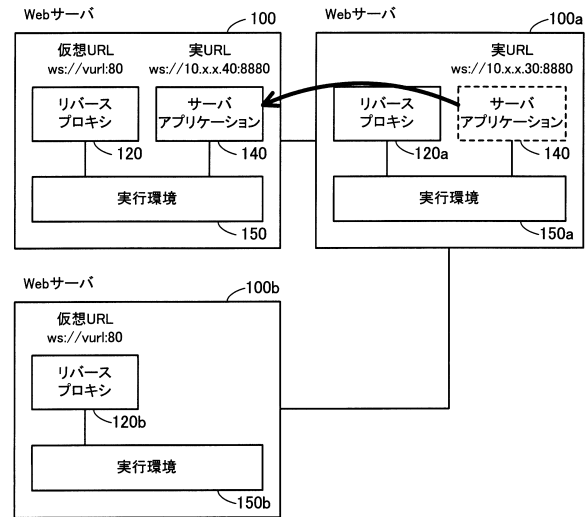 Webサーバ
100
仮想URL
ws://vurl:80
実URL
ws://10.x.x.40:8880
リバース
プロキシ
120
サーバ
アプリケーション
140
実行環境
150
Webサーバ
100a
実URL
ws://10.x.x.30:8880
リバース
プロキシ
120a
サーバ
アプリケーション
140
実行環境
150a
Webサーバ
100b
仮想URL
ws://vurl:80
リバース
プロキシ
120b
実行環境
150b